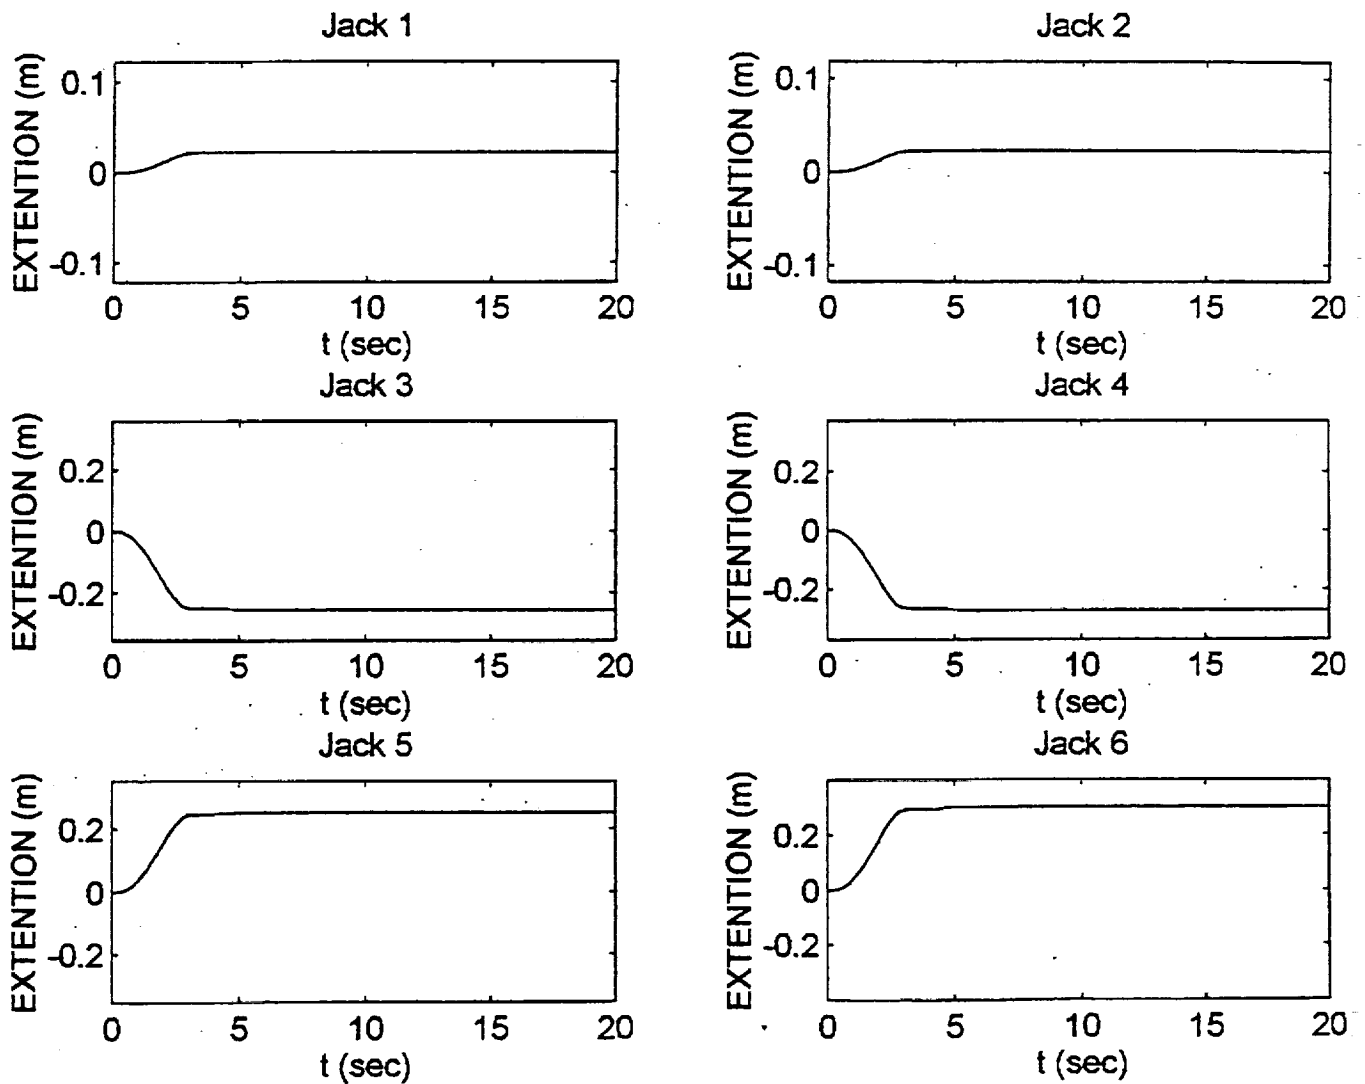 Jack 1
EXTENTION (m)
0.1
0
-0.1
0 5 10 15 20
t (sec)
Jack 2
EXTENTION (m)
0.1
0
-0.1
0 5 10 15 20
t (sec)
Jack 3
EXTENTION (m)
0.2
0
-0.2
0 5 10 15 20
t (sec)
Jack 4
EXTENTION (m)
0.2
0
-0.2
0 5 10 15 20
t (sec)
Jack 5
EXTENTION (m)
0.2
0
-0.2
0 5 10 15 20
t (sec)
Jack 6
EXTENTION (m)
0.2
0
-0.2
0 5 10 15 20
t (sec)